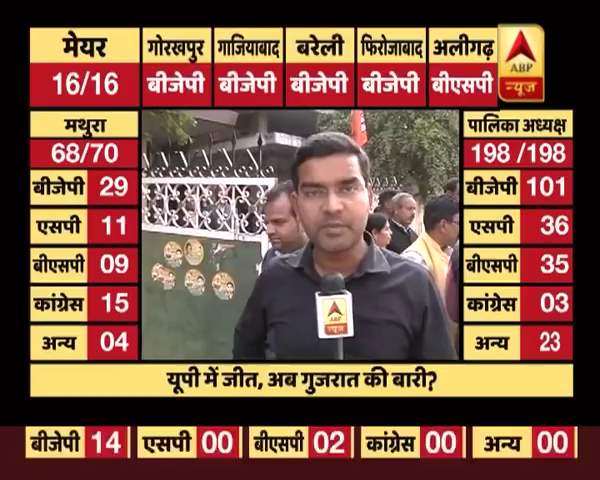 मेयर गोरखपुर गाजियाबाद बरेली फिरोजाबाद अलीगढ़
16/16 बीजेपी बीजेपी बीजेपी बीजेपी बीएसपी
ABP
न्यूज़
मथुरा
68/70
बीजेपी 29
एसपी 11
बीएसपी 09
कांग्रेस 15
अन्य 04
पालिका अध्यक्ष
198/198
बीजेपी 101
एसपी 36
बीएसपी 35
कांग्रेस 03
अन्य 23
ABP
न्यूज़
यूपी में जीत, अब गुजरात की बारी?
बीजेपी 14 एसपी 00 बीएसपी 02 कांग्रेस 00 अन्य 00